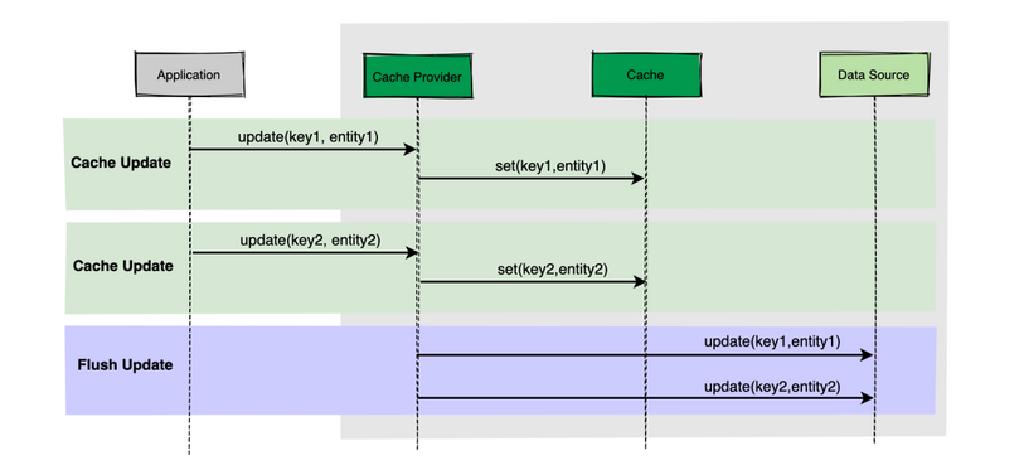 Application
Cache Provider
Cache
Data Source
update(key1, entity1)
Cache Update
set(key1,entity1)
update(key2, entity2)
Cache Update
set(key2,entity2)
update(key1,entity1)
Flush Update
update(key2,entity2)